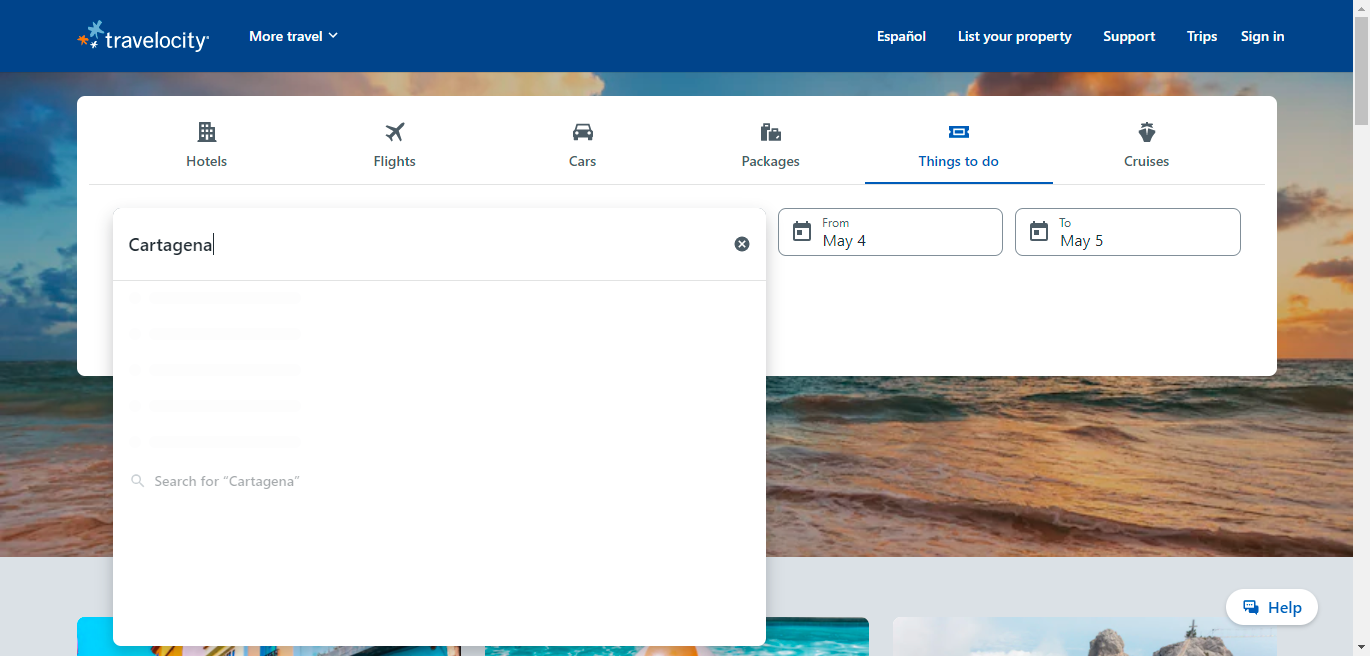 travelocity
More travel
Español
List your property
Support
Trips
Sign in
Hotels
Flights
Cars
Packages
Things to do
Cruises
Cartagena
From
May 4
To
May 5
Search for “Cartagena”
Help